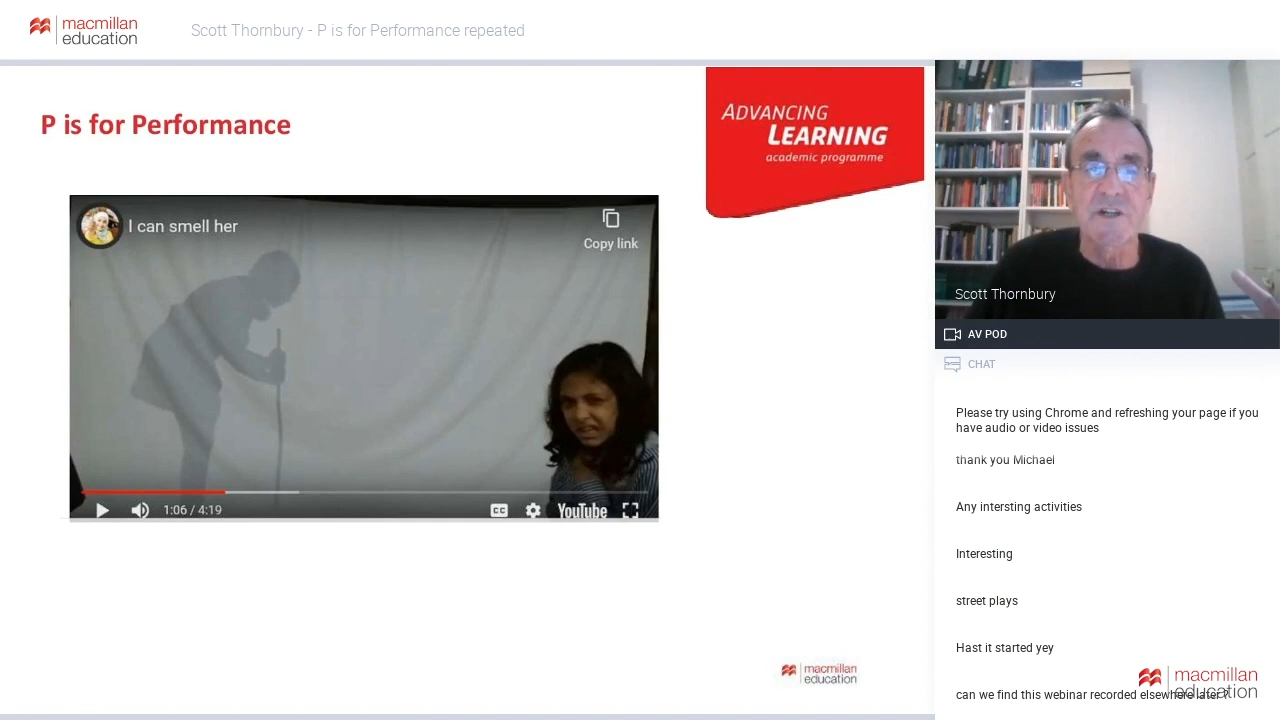 macmillan
education
Scott Thornbury - P is for Performance repeated
P is for Performance
ADVANCING
LEARNING
academic programme
I can smell her
Copy link
1:06 / 4:19
CC
YouTube
macmillan
education
Scott Thornbury
AV POD
CHAT
Please try using Chrome and refreshing your page if you
have audio or video issues
thank you Michael
Any intersting activities
Interesting
street plays
Hast it started yey
can we find this webinar recorded elsewhere later ?
macmillan
education